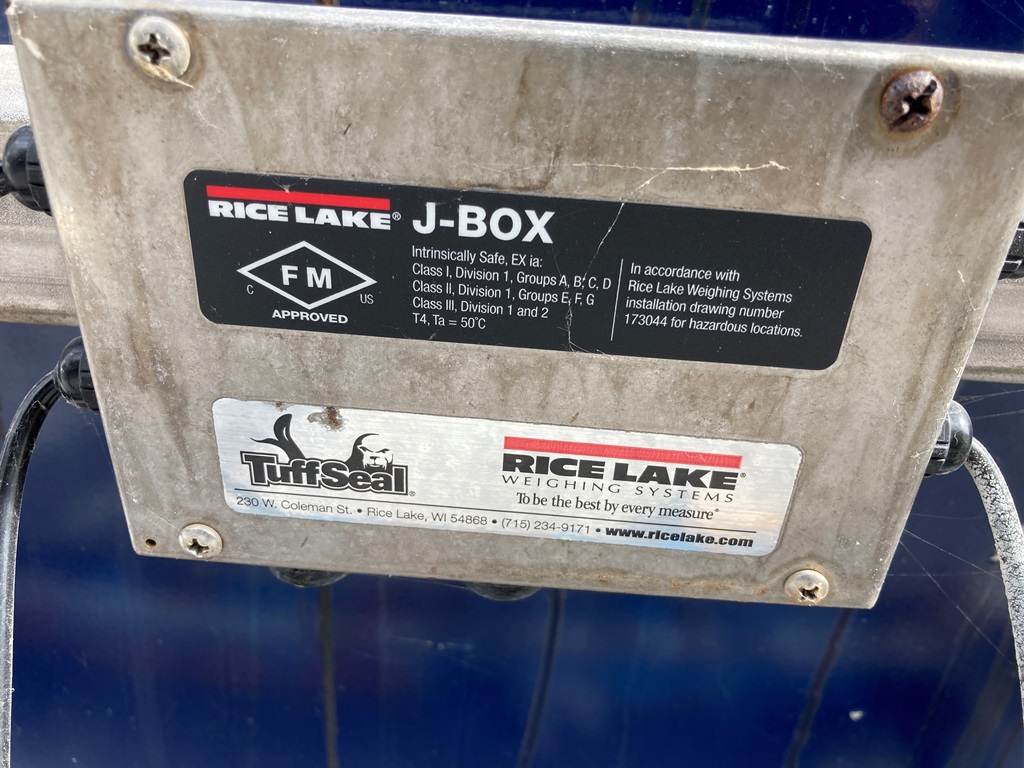 RICE LAKE®
J-BOX
Intrinsically Safe, EX ia:
Class I, Division 1, Groups A, B, C, D
Class II, Division 1, Groups E, F, G
Class III, Division 1 and 2
T4, Ta = 50°C
In accordance with
Rice Lake Weighing Systems
installation drawing number
173044 for hazardous locations.
FM
C US
APPROVED
TuffSeal®
RICE LAKE®
WEIGHING SYSTEMS
To be the best by every measure®
230 W. Coleman St. • Rice Lake, WI 54868 • (715) 234-9171 • www.ricelake.com